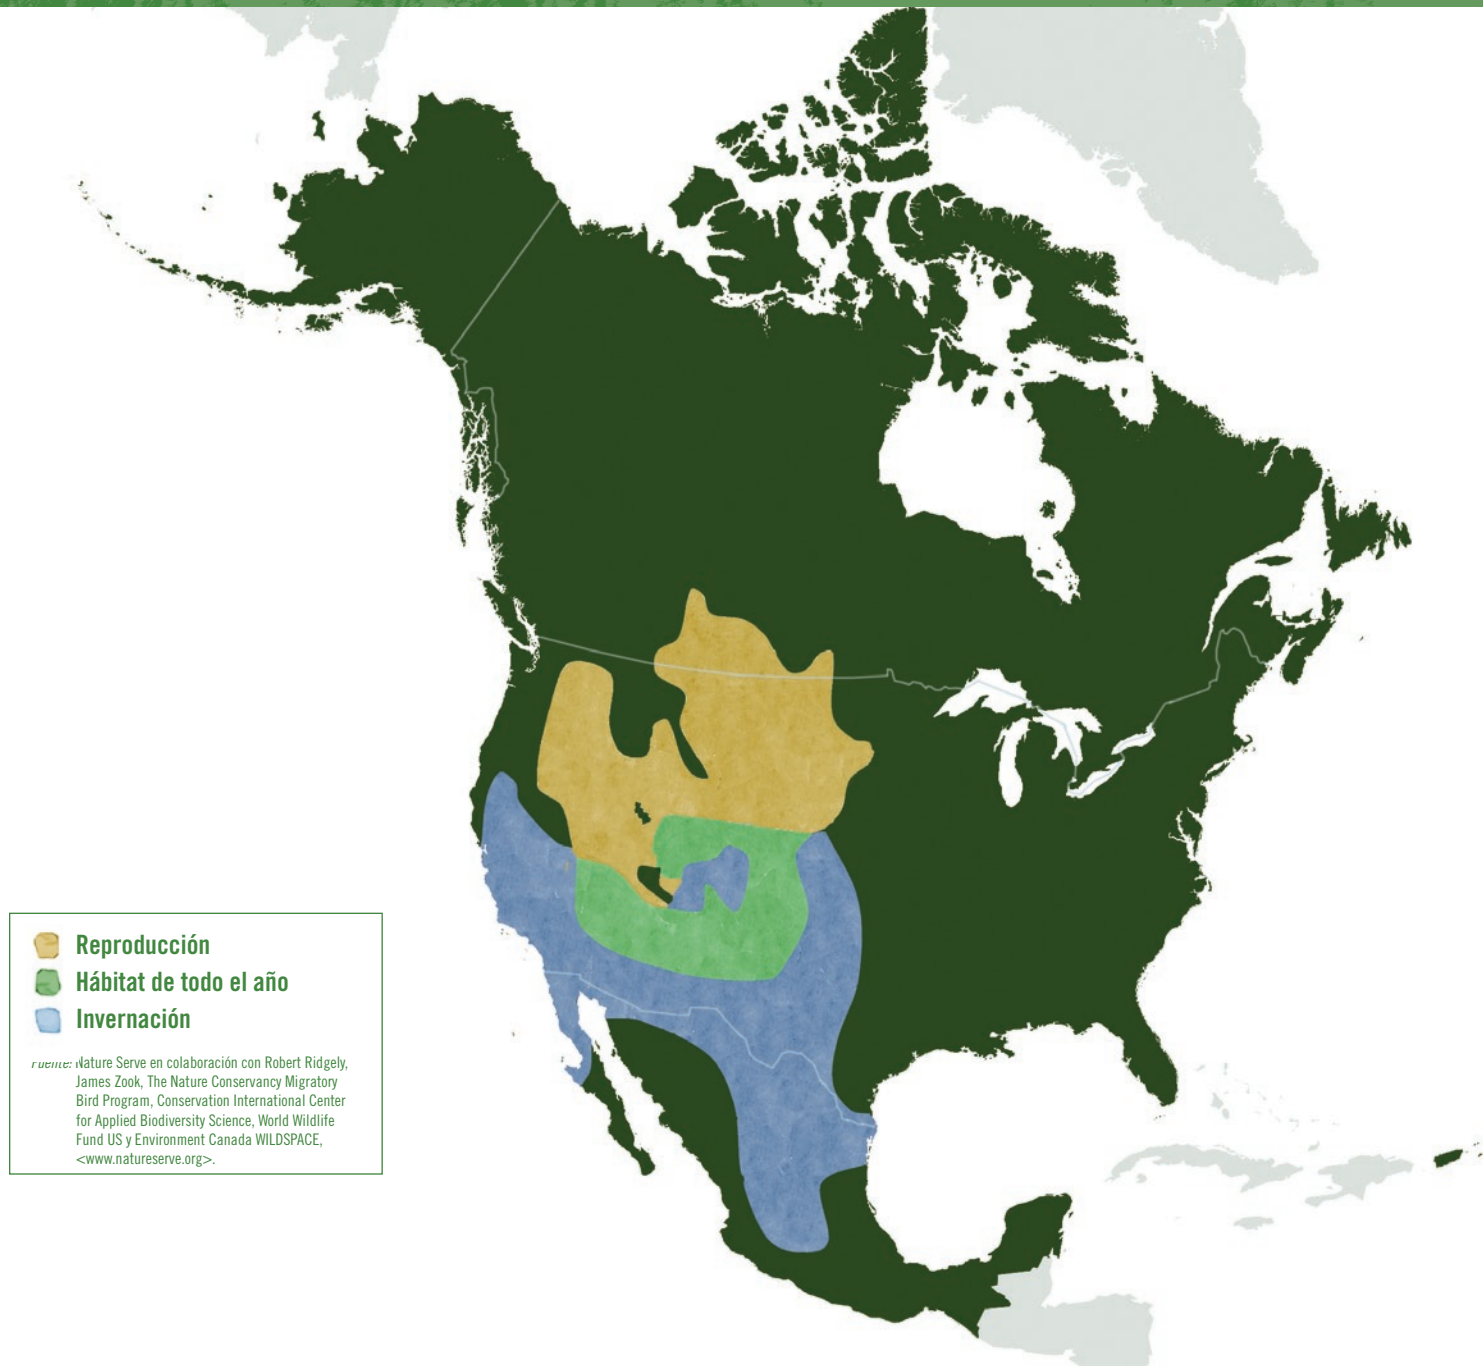 Reproducción
Hábitat de todo el año
Invernación
Fuente: Nature Serve en colaboración con Robert Ridgely,
James Zook, The Nature Conservancy Migratory
Bird Program, Conservation International Center
for Applied Biodiversity Science, World Wildlife
Fund US y Environment Canada WILDSPACE,
<www.natureserve.org>.